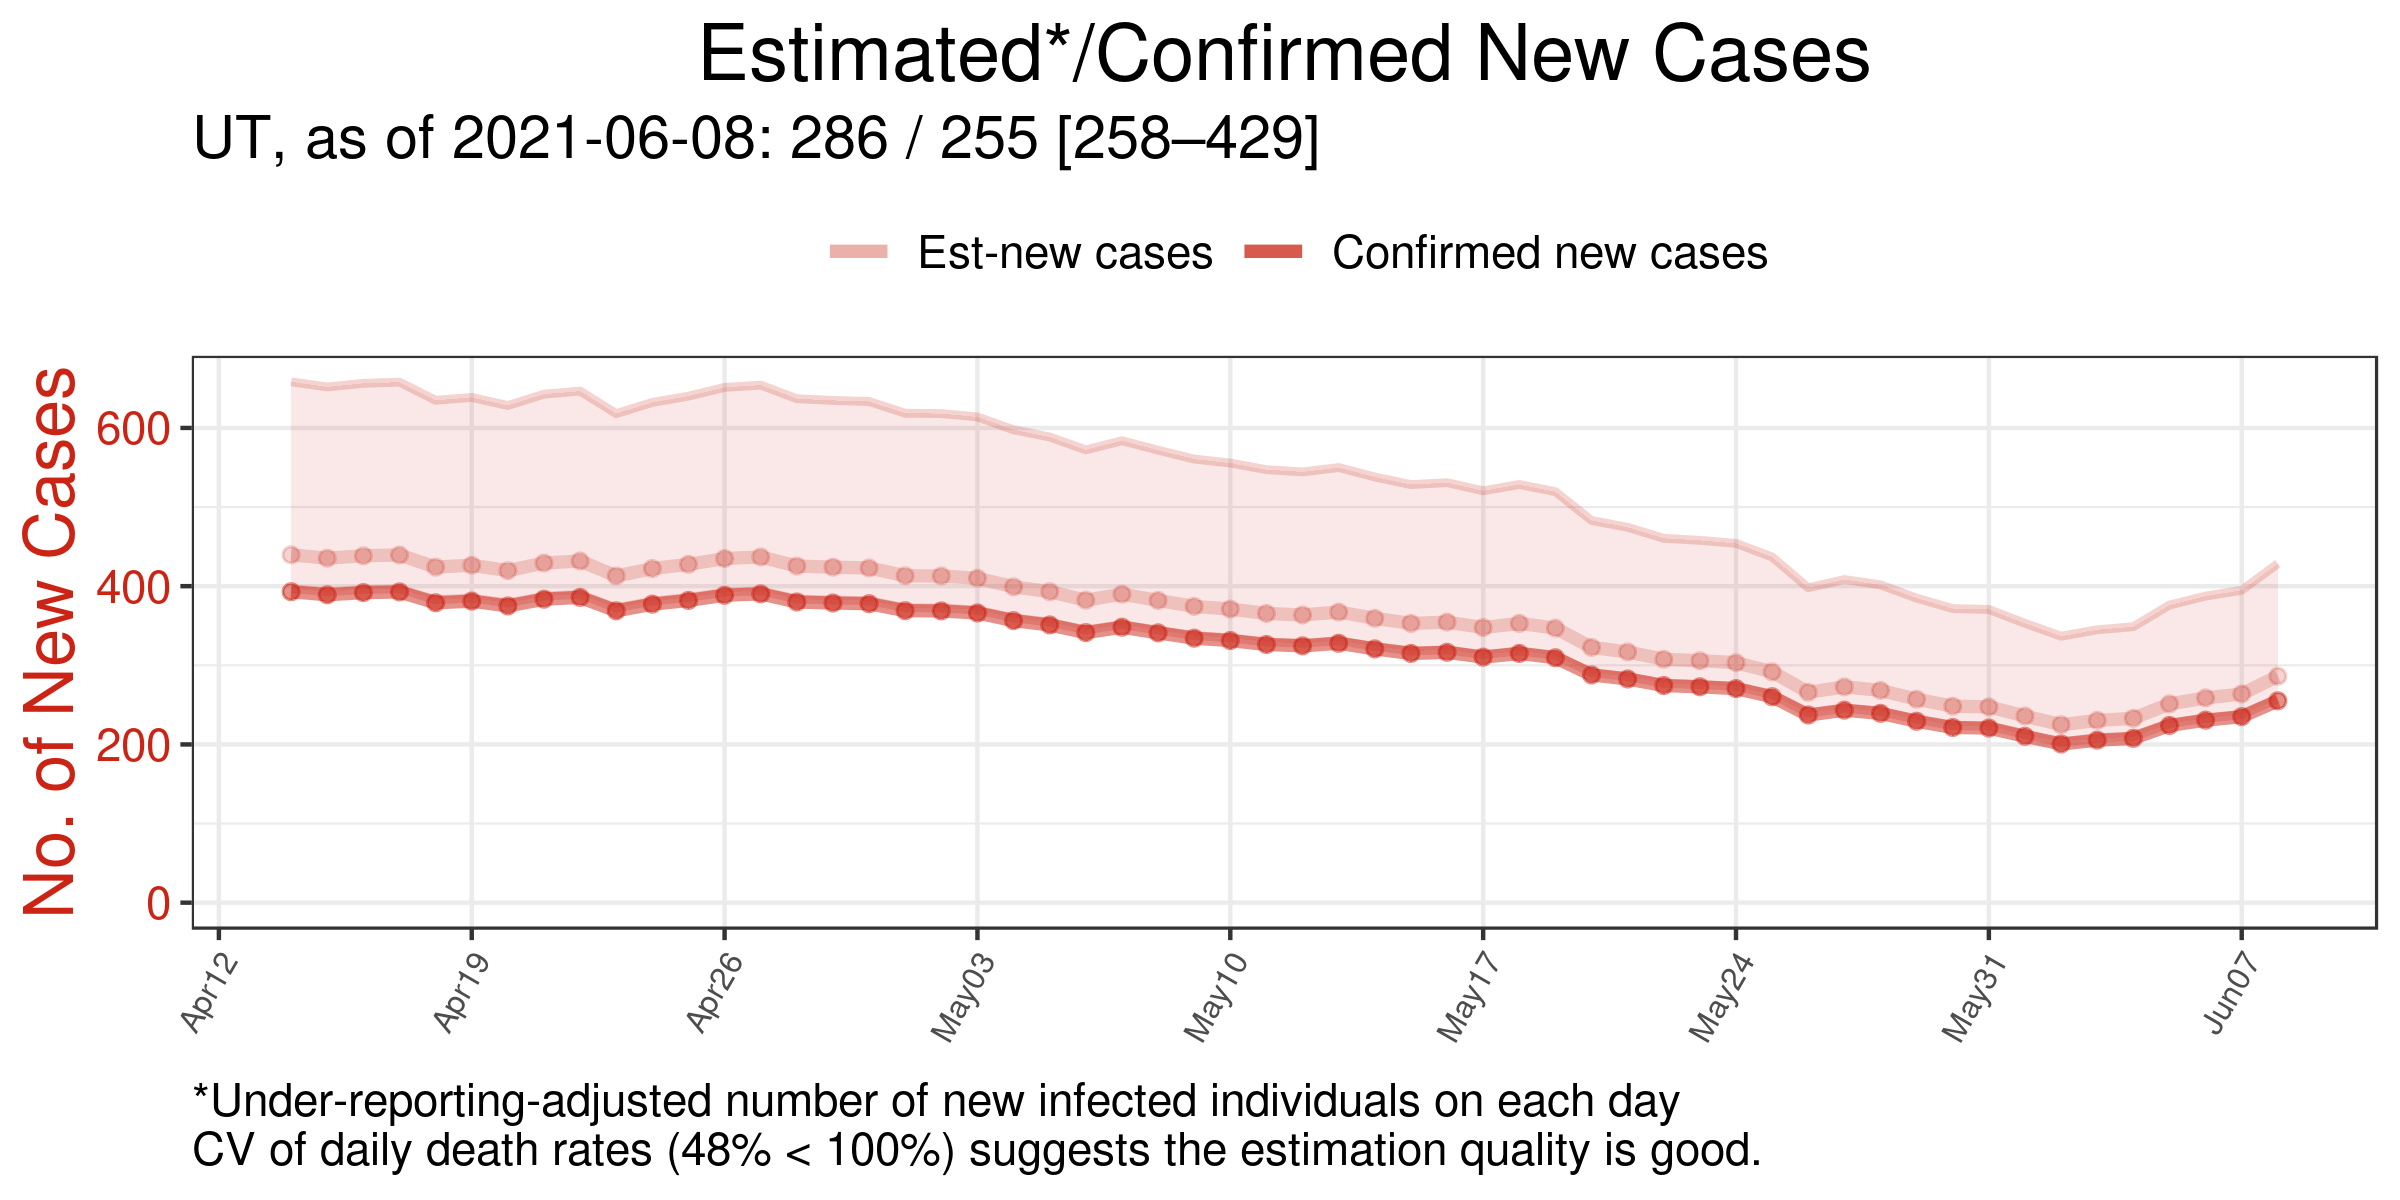 Estimated*/Confirmed New Cases
UT, as of 2021-06-08: 286 / 255 [258–429]
Est-new cases
Confirmed new cases
No. of New Cases
600
400
200
0
Apr12
Apr19
Apr26
May03
May10
May17
May24
May31
Jun07
*Under-reporting-adjusted number of new infected individuals on each day
CV of daily death rates (48% < 100%) suggests the estimation quality is good.